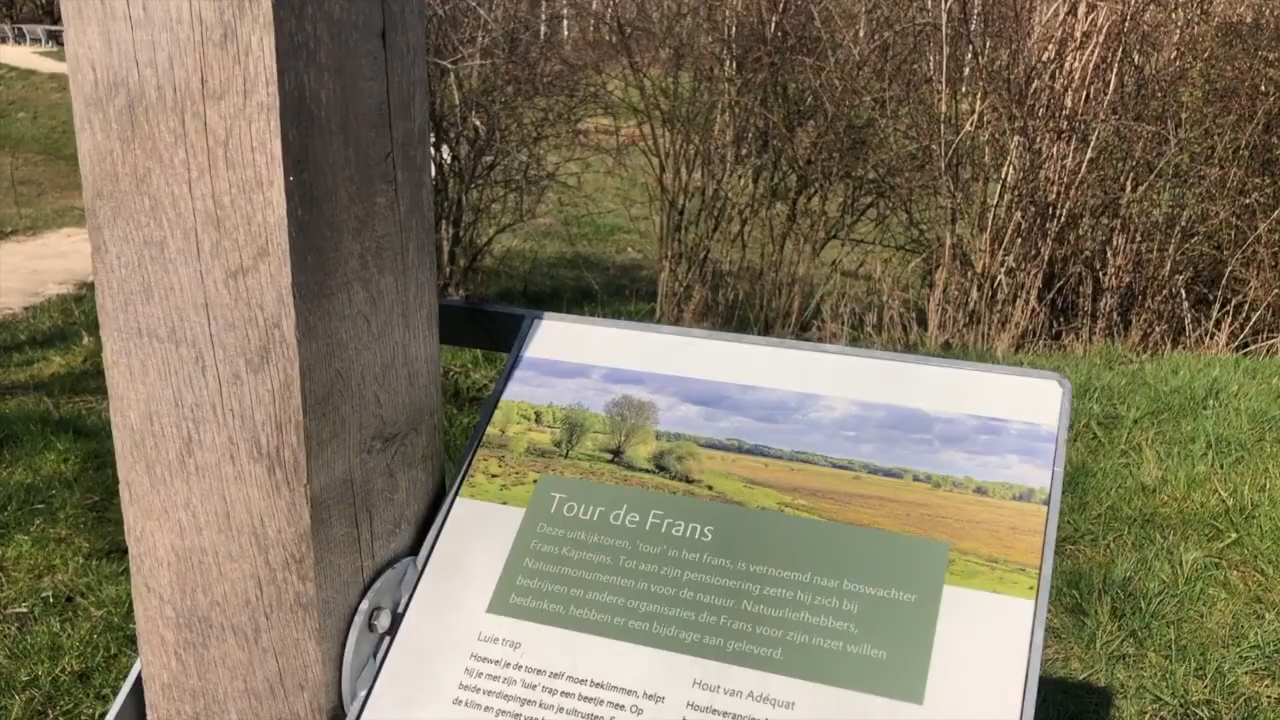 Tour de Frans
Deze uitkijktoren, 'tour' in het frans, is vernoemd naar boswachter
Frans Kapteijns. Tot aan zijn pensionering zette hij zich bij
Natuurmonumenten in voor de natuur. Natuurliefhebbers,
bedrijven en andere organisaties die Frans voor zijn inzet willen
bedanken, hebben er een bijdrage aan geleverd.
Luie trap
Hoewel je de toren zelf moet beklimmen, helpt
hij je met zijn 'luie' trap een beetje mee. Op
beide verdiepingen kun je uitrusten.
de klim en geniet van
Hout van Adéquat
Houtleverancier